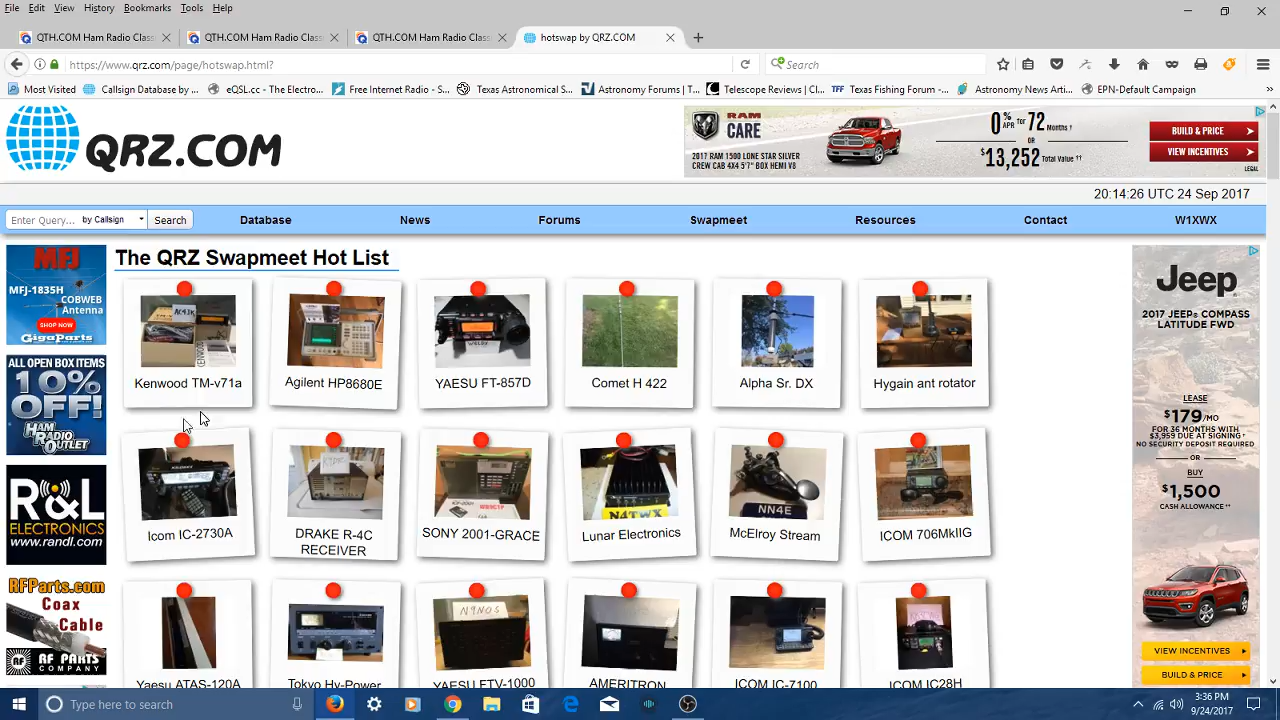 File Edit View History Bookmarks Tools Help
QTH.COM Ham Radio Class QTH.COM Ham Radio Classi QTH.COM Ham Radio Classi hotswap by QRZ.COM
https://www.qrz.com/page/hotswap.html? Search
Most Visited Callsign Database by ... eQSL.cc - The Electro... Free Internet Radio - S... Texas Astronomical S... Astronomy Forums | T... Telescope Reviews | Cl... TFF Texas Fishing Forum - ... Astronomy News Arti... EPN-Default Campaign
QRZ.COM
RAM CARE
2017 RAM 1500 LONE STAR SILVER
CREW CAB 4X4 5'7" BOX HEMI V8
0% APR for 72 Months †
OR
$13,252 Total Value ††
BUILD & PRICE
VIEW INCENTIVES
LEGAL
20:14:26 UTC 24 Sep 2017
Enter Query... by Callsign Search Database News Forums Swapmeet Resources Contact W1XWX
MFJ
MFJ-1835H
COBWEB
Antenna
SHOP NOW
GigaParts
ALL OPEN BOX ITEMS
10%
OFF!
HAM RADIO OUTLET
R&L
ELECTRONICS
www.randl.com
RFParts.com
Coax
Cable
RF PARTS
COMPANY
The QRZ Swapmeet Hot List
Kenwood TM-v71a
Agilent HP8680E
YAESU FT-857D
Comet H 422
Alpha Sr. DX
Hygain ant rotator
Icom IC-2730A
DRAKE R-4C
RECEIVER
SONY 2001-GRACE
N4TWX
Lunar Electronics
NN4E
McElroy Stream
ICOM 706MkIIG
Yaesu ATAS-120A
Tokyo Hy-Power
N9NOS
YAESU FTV-1000
AMERITRON
ICOM IC-7100
ICOM IC28H
Jeep
2017 JEEP® COMPASS
LATITUDE FWD
LEASE
$179/MO
FOR 36 MONTHS WITH
$3,959 DUE AT SIGNING†
NO SECURITY DEPOSIT REQUIRED
OR
BUY
$1,500
CASH ALLOWANCE††
VIEW INCENTIVES
BUILD & PRICE
Type here to search
3:36 PM
9/24/2017